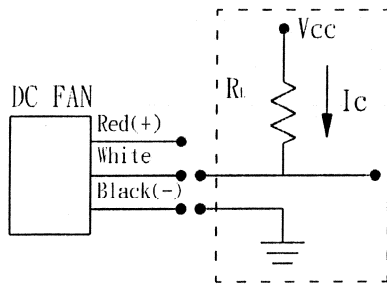 Vcc
DC FAN
RL
Ic
Red(+)
White
Black(-)